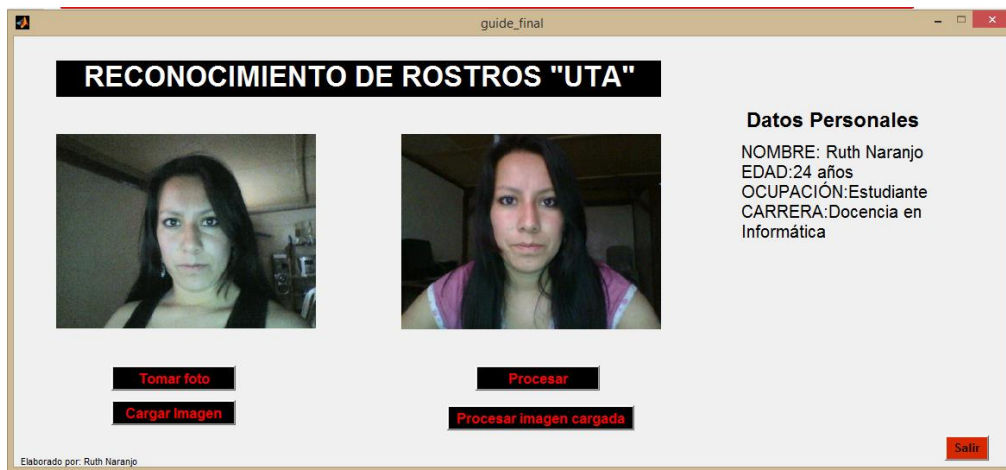 guide_final
RECONOCIMIENTO DE ROSTROS "UTA"
Datos Personales
NOMBRE: Ruth Naranjo
EDAD:24 años
OCUPACIÓN:Estudiante
CARRERA:Docencia en
Informática
Tomar foto
Procesar
Cargar Imagen
Procesar imagen cargada
Salir
Elaborado por: Ruth Naranjo